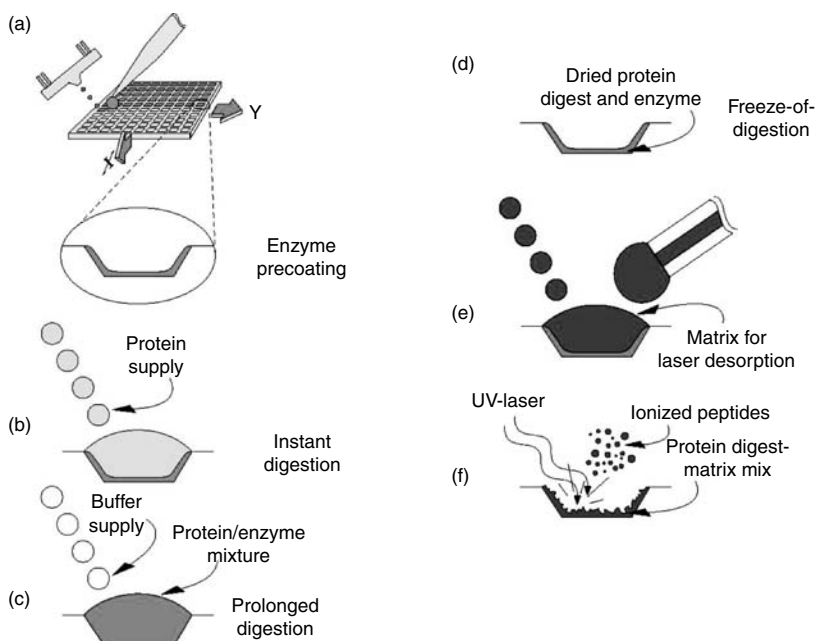 (a)
Y
X
Enzyme
precoating
Protein
supply
(b)
Instant
digestion
Buffer
supply
Protein/enzyme
mixture
(c)
Prolonged
digestion
(d)
Dried protein
digest and enzyme
Freeze-of-
digestion
(e)
Matrix for
laser desorption
UV-laser
Ionized peptides
Protein digest-
matrix mix
(f)